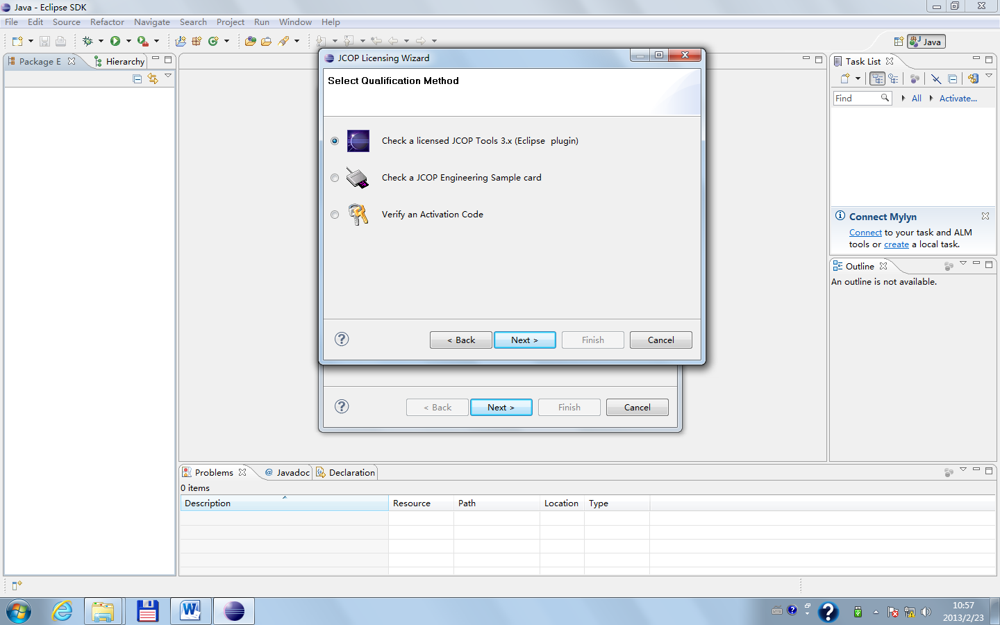 Java - Eclipse SDK
File Edit Source Refactor Navigate Search Project Run Window Help
Java
Package E Hierarchy
JCOP Licensing Wizard
Select Qualification Method
Check a licensed JCOP Tools 3.x (Eclipse  plugin)
Check a JCOP Engineering Sample card
Verify an Activation Code
< Back Next > Finish Cancel
< Back Next > Finish Cancel
Task List
Find All Activate...
Connect Mylyn
Connect to your task and ALM
tools or create a local task.
Outline
An outline is not available.
Problems @ Javadoc Declaration
0 items
Description Resource Path Location Type
10:57
2013/2/23